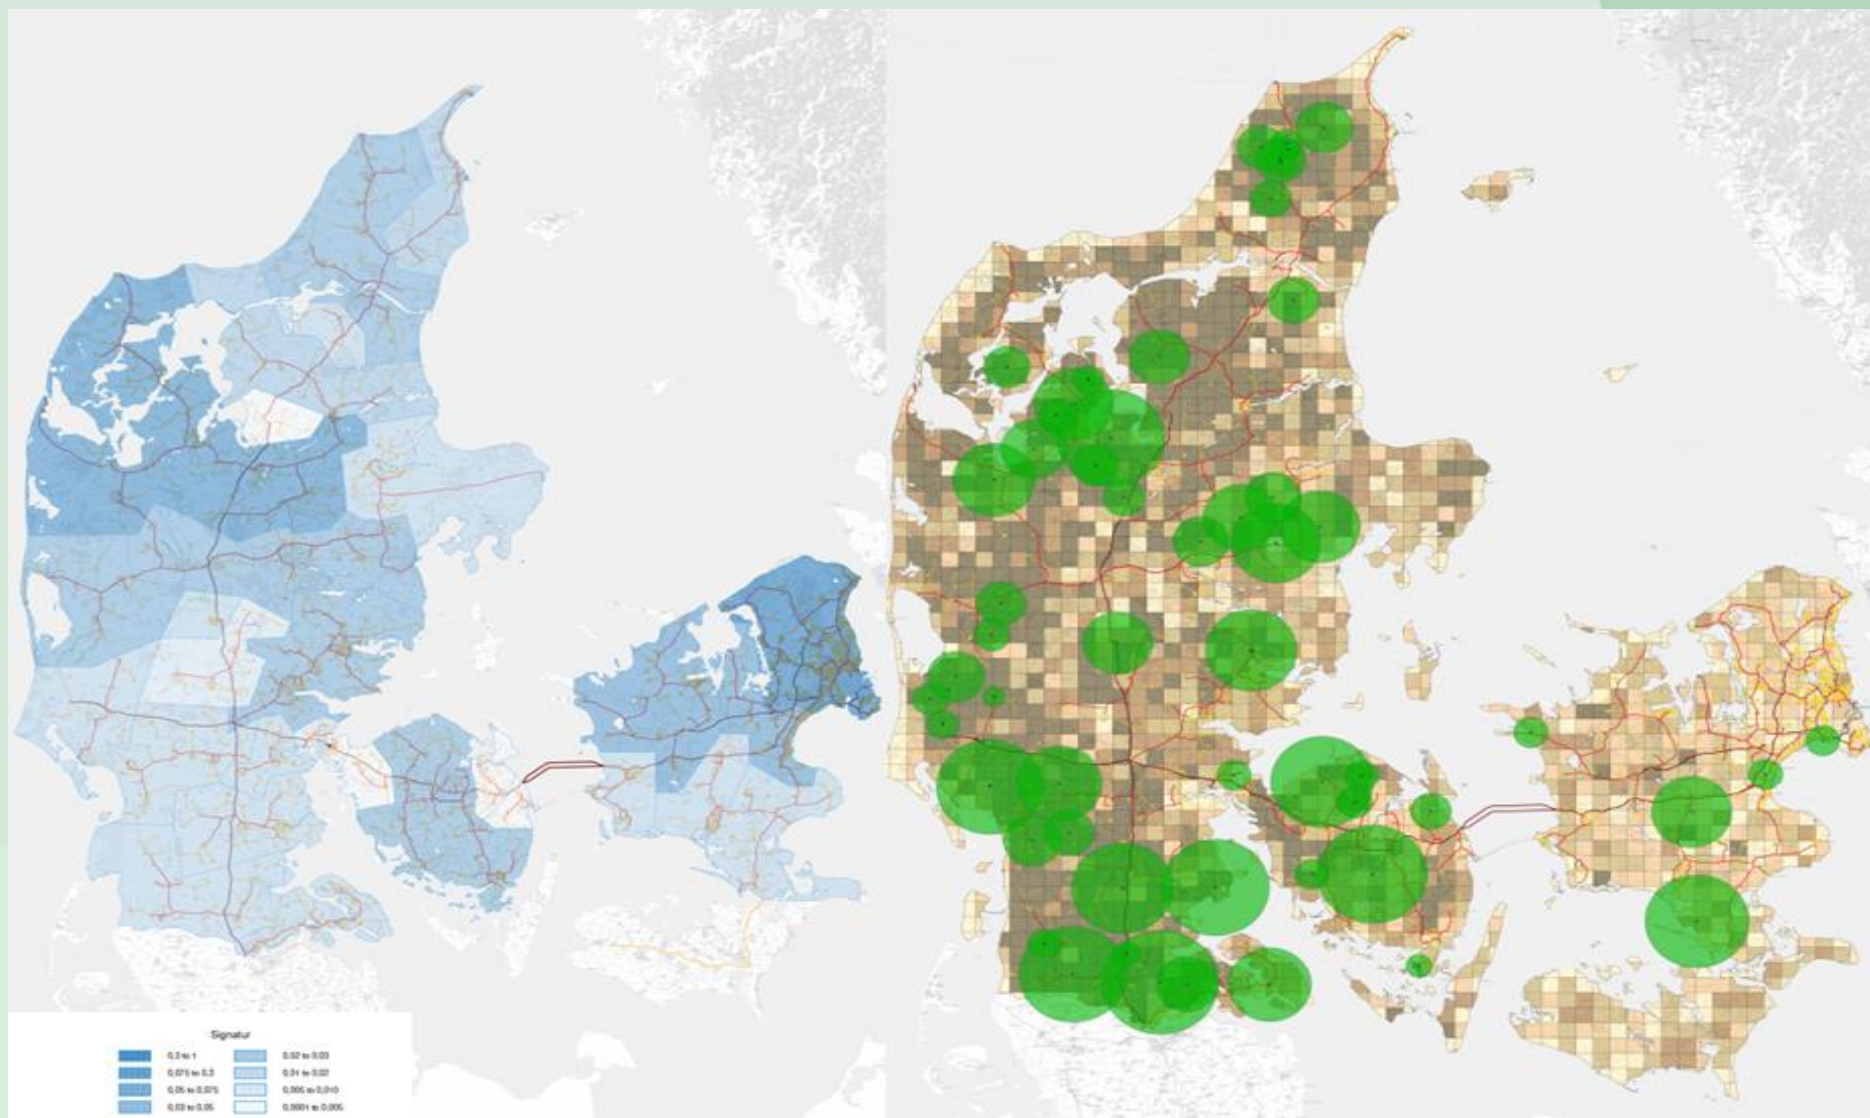 Signatur
0,3 to 1
0,02 to 0,03
0,075 to 0,3
0,01 to 0,02
0,05 to 0,075
0,005 to 0,010
0,03 to 0,05
0,0001 to 0,005